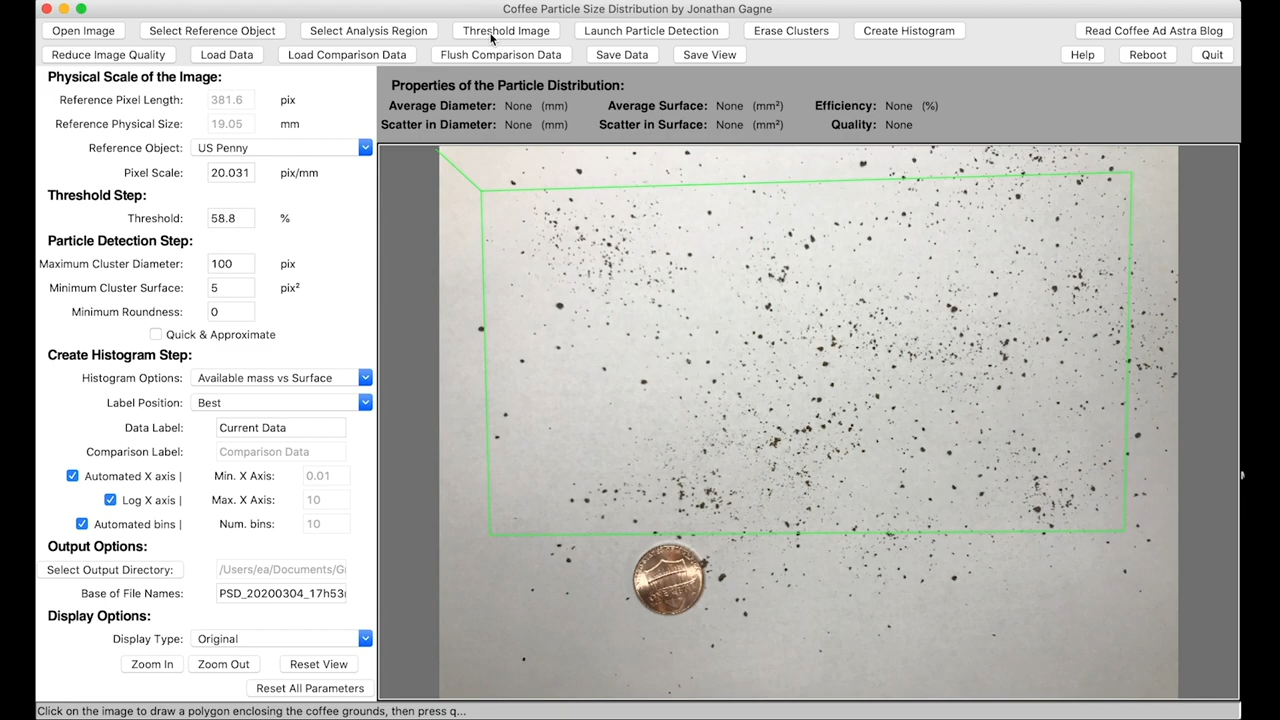 Coffee Particle Size Distribution by Jonathan Gagne
Open Image Select Reference Object Select Analysis Region Threshold Image Launch Particle Detection Erase Clusters Create Histogram Read Coffee Ad Astra Blog
Reduce Image Quality Load Data Load Comparison Data Flush Comparison Data Save Data Save View Help Reboot Quit
Physical Scale of the Image:
Reference Pixel Length: 381.6 pix
Reference Physical Size: 19.05 mm
Reference Object: US Penny
Pixel Scale: 20.031 pix/mm
Threshold Step:
Threshold: 58.8 %
Particle Detection Step:
Maximum Cluster Diameter: 100 pix
Minimum Cluster Surface: 5 pix²
Minimum Roundness: 0
Quick & Approximate
Create Histogram Step:
Histogram Options: Available mass vs Surface
Label Position: Best
Data Label: Current Data
Comparison Label: Comparison Data
Automated X axis | Min. X Axis: 0.01
Log X axis | Max. X Axis: 10
Automated bins | Num. bins: 10
Output Options:
Select Output Directory: /Users/ea/Documents/Gi
Base of File Names: PSD_20200304_17h53
Display Options:
Display Type: Original
Zoom In Zoom Out Reset View
Reset All Parameters
Properties of the Particle Distribution:
Average Diameter: None (mm) Average Surface: None (mm²) Efficiency: None (%)
Scatter in Diameter: None (mm) Scatter in Surface: None (mm²) Quality: None
Click on the image to draw a polygon enclosing the coffee grounds, then press q...